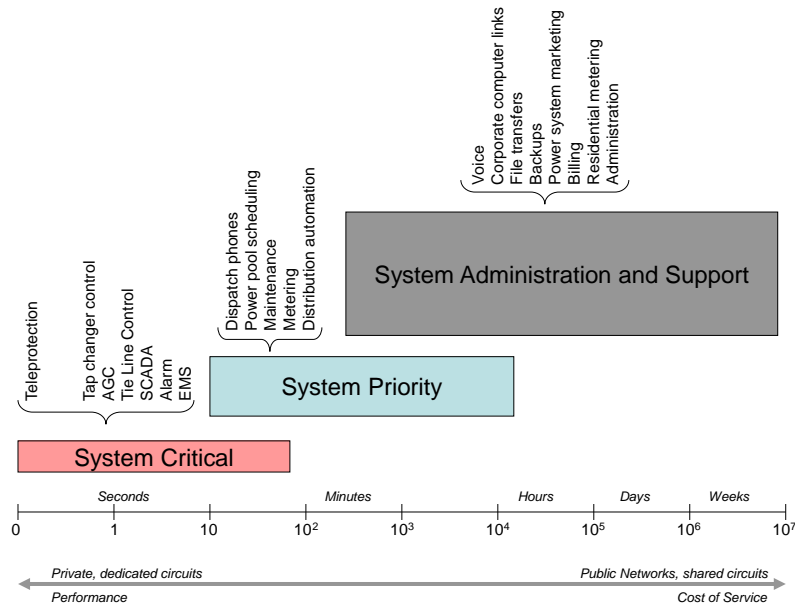 Voice
Corporate computer links
File transfers
Backups
Power system marketing
Billing
Residential metering
Administration
System Administration and Support
Dispatch phones
Power pool scheduling
Maintenance
Metering
Distribution automation
System Priority
Teleprotection
Tap changer control
AGC
Tie Line Control
SCADA
Alarm
EMS
System Critical
Seconds Minutes Hours Days Weeks
0 1 10 10² 10³ 10⁴ 10⁵ 10⁶ 10⁷
Private, dedicated circuits Public Networks, shared circuits
Performance Cost of Service